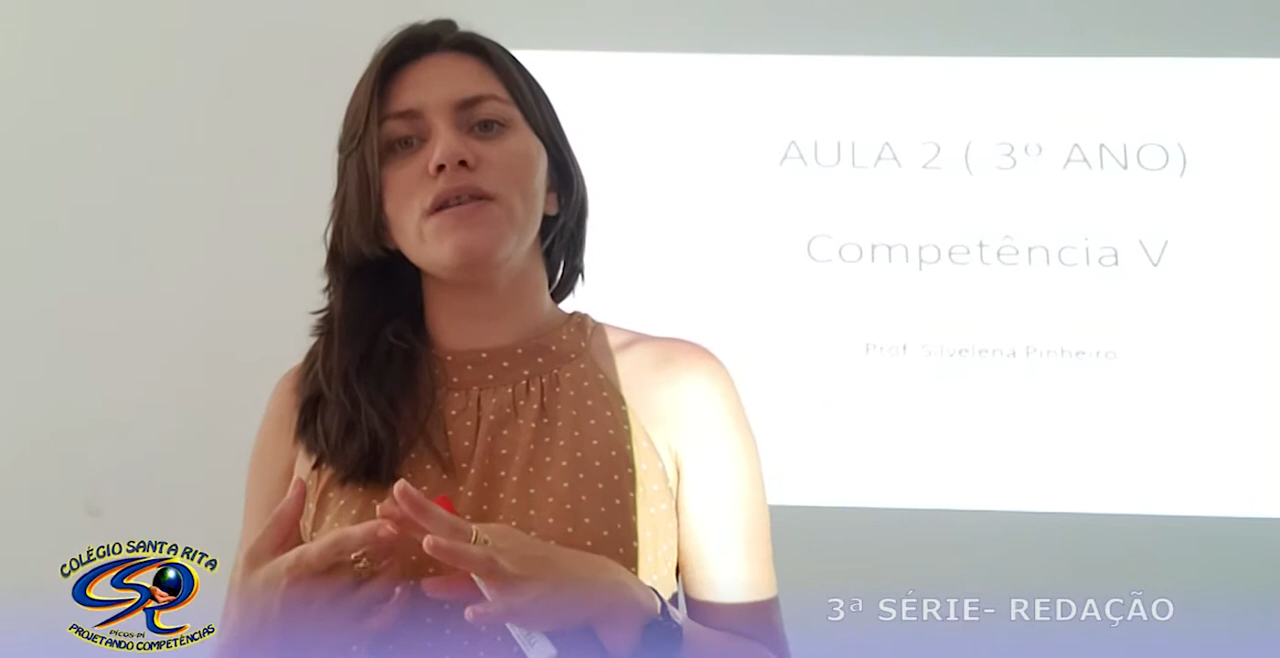 AULA 2 ( 3º ANO)
Competência V
Prof. Silvelena Pinheiro
COLÉGIO SANTA RITA
PICOS-PI
PROJETANDO COMPETÊNCIAS
3ª SÉRIE- REDAÇÃO